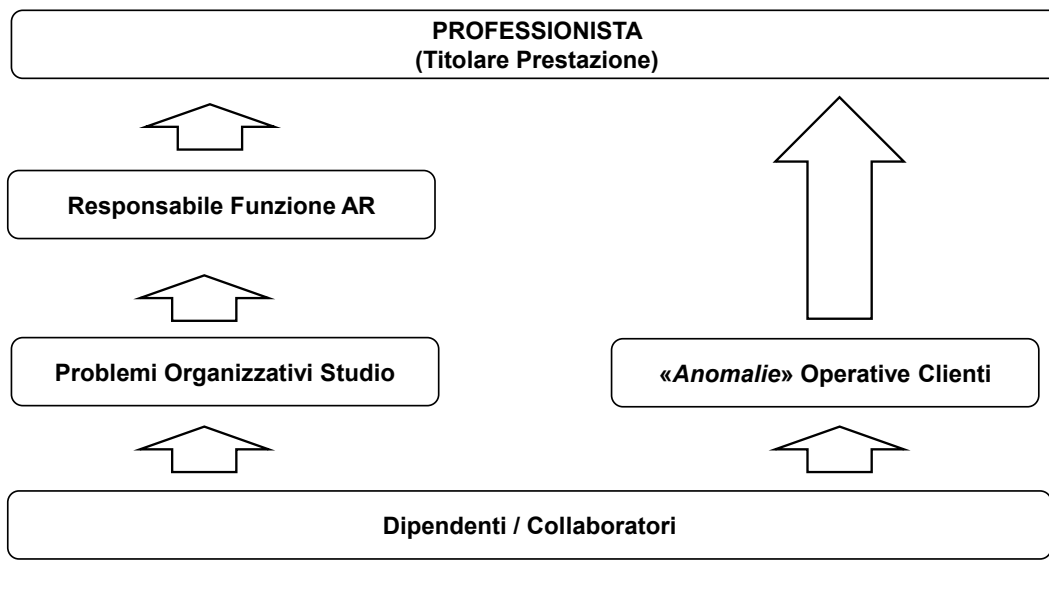 PROFESSIONISTA
(Titolare Prestazione)
Responsabile Funzione AR
Problemi Organizzativi Studio
«Anomalie» Operative Clienti
Dipendenti / Collaboratori